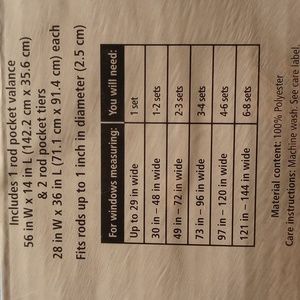 Includes 1 rod pocket valance
56 in W x 14 in L (142.2 cm x 35.6 cm)
& 2 rod pocket tiers
28 in W x 36 in L (71.1 cm x 91.4 cm) each
Fits rods up to 1 inch in diameter (2.5 cm)
For windows measuring: You will need:
Up to 29 in wide 1 set
30 in – 48 in wide 1-2 sets
49 in – 72 in wide 2-3 sets
73 in – 96 in wide 3-4 sets
97 in – 120 in wide 4-6 sets
121 in – 144 in wide 6-8 sets
Material content: 100% Polyester
Care instructions: Machine wash. See care label